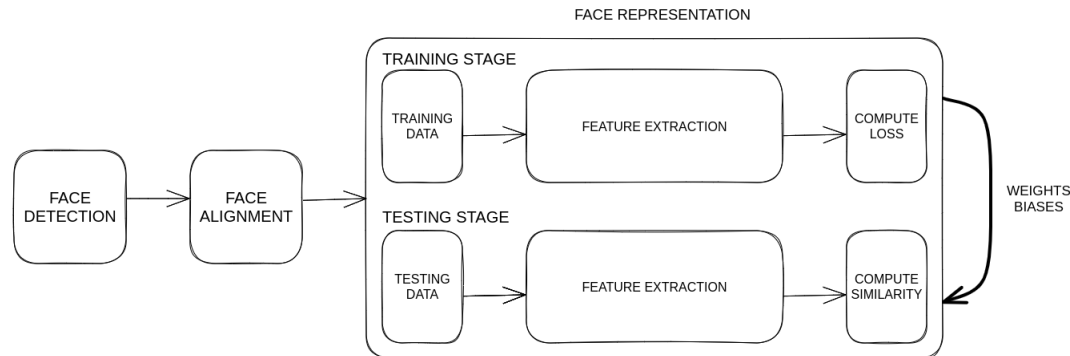 FACE REPRESENTATION
TRAINING STAGE
TRAINING
DATA
FEATURE EXTRACTION
COMPUTE
LOSS
FACE
DETECTION
FACE
ALIGNMENT
WEIGHTS
BIASES
TESTING STAGE
TESTING
DATA
FEATURE EXTRACTION
COMPUTE
SIMILARITY